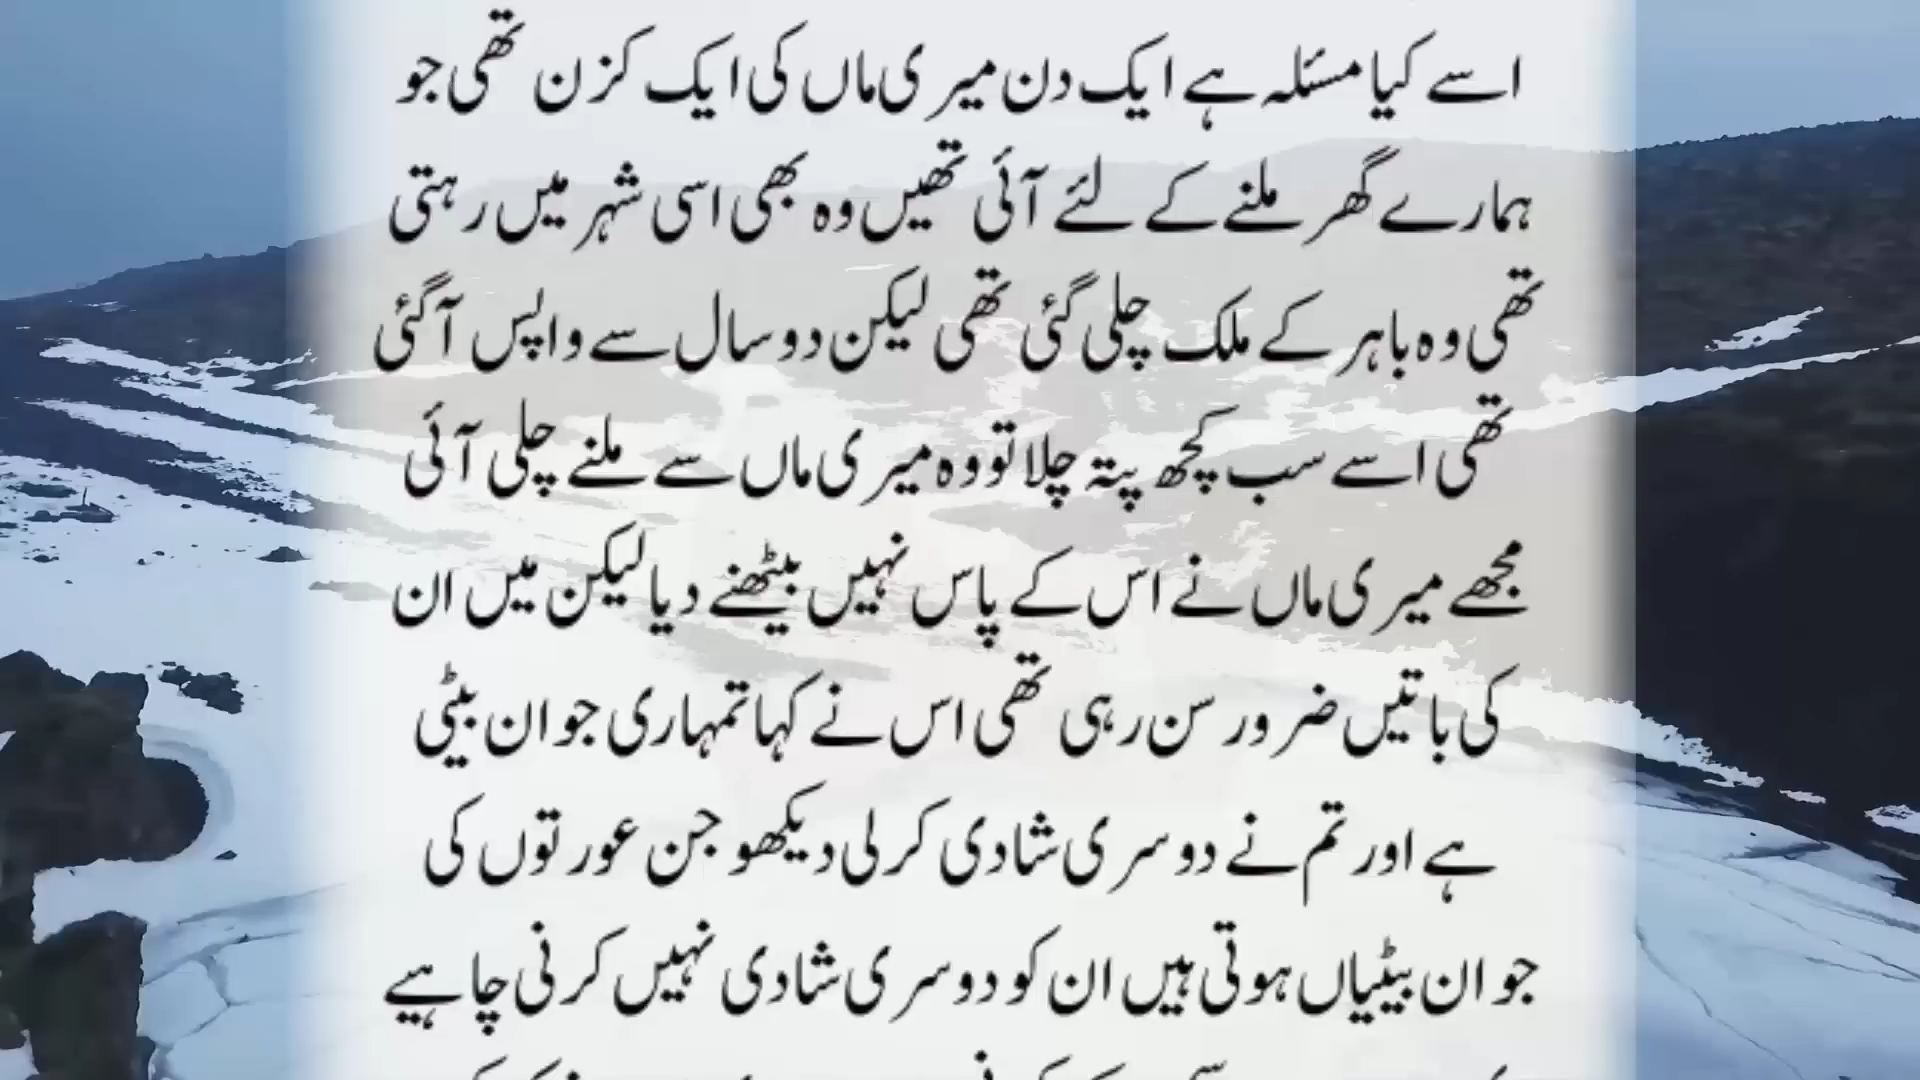 اسے کیا مسئلہ ہے ایک دن میری ماں کی ایک کزن تھی جو
ہمارے گھر ملنے کے لئے آئی تھیں وہ بھی اسی شہر میں رہتی
تھی وہ باہر کے ملک چلی گئی تھی لیکن دو سال سے واپس آگئی
تھی اسے سب کچھ پتہ چلا تو وہ میری ماں سے ملنے چلی آئی
مجھے میری ماں نے اس کے پاس نہیں بیٹھنے دیا لیکن میں ان
کی باتیں ضرور سن رہی تھی اس نے کہا تمہاری جوان بیٹی
ہے اور تم نے دوسری شادی کر لی دیکھو جن عورتوں کی
جوان بیٹیاں ہوتی ہیں ان کو دوسری شادی نہیں کرنی چاہیے